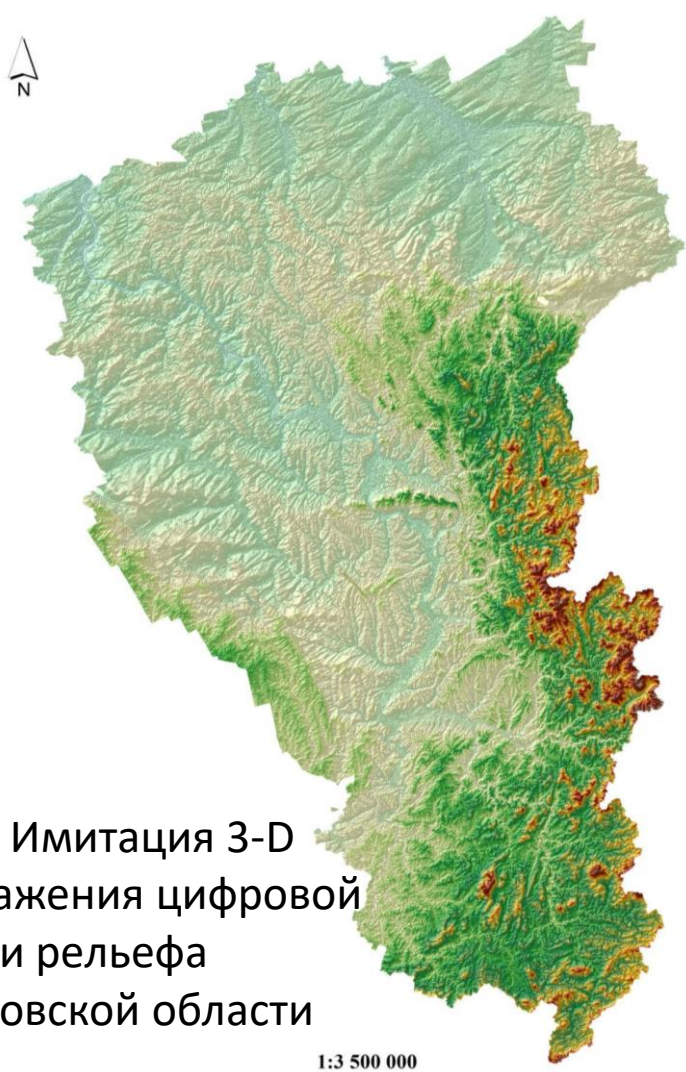 N
Имитация 3-D
ажения цифровой
и рельефа
овской области
1:3 500 000